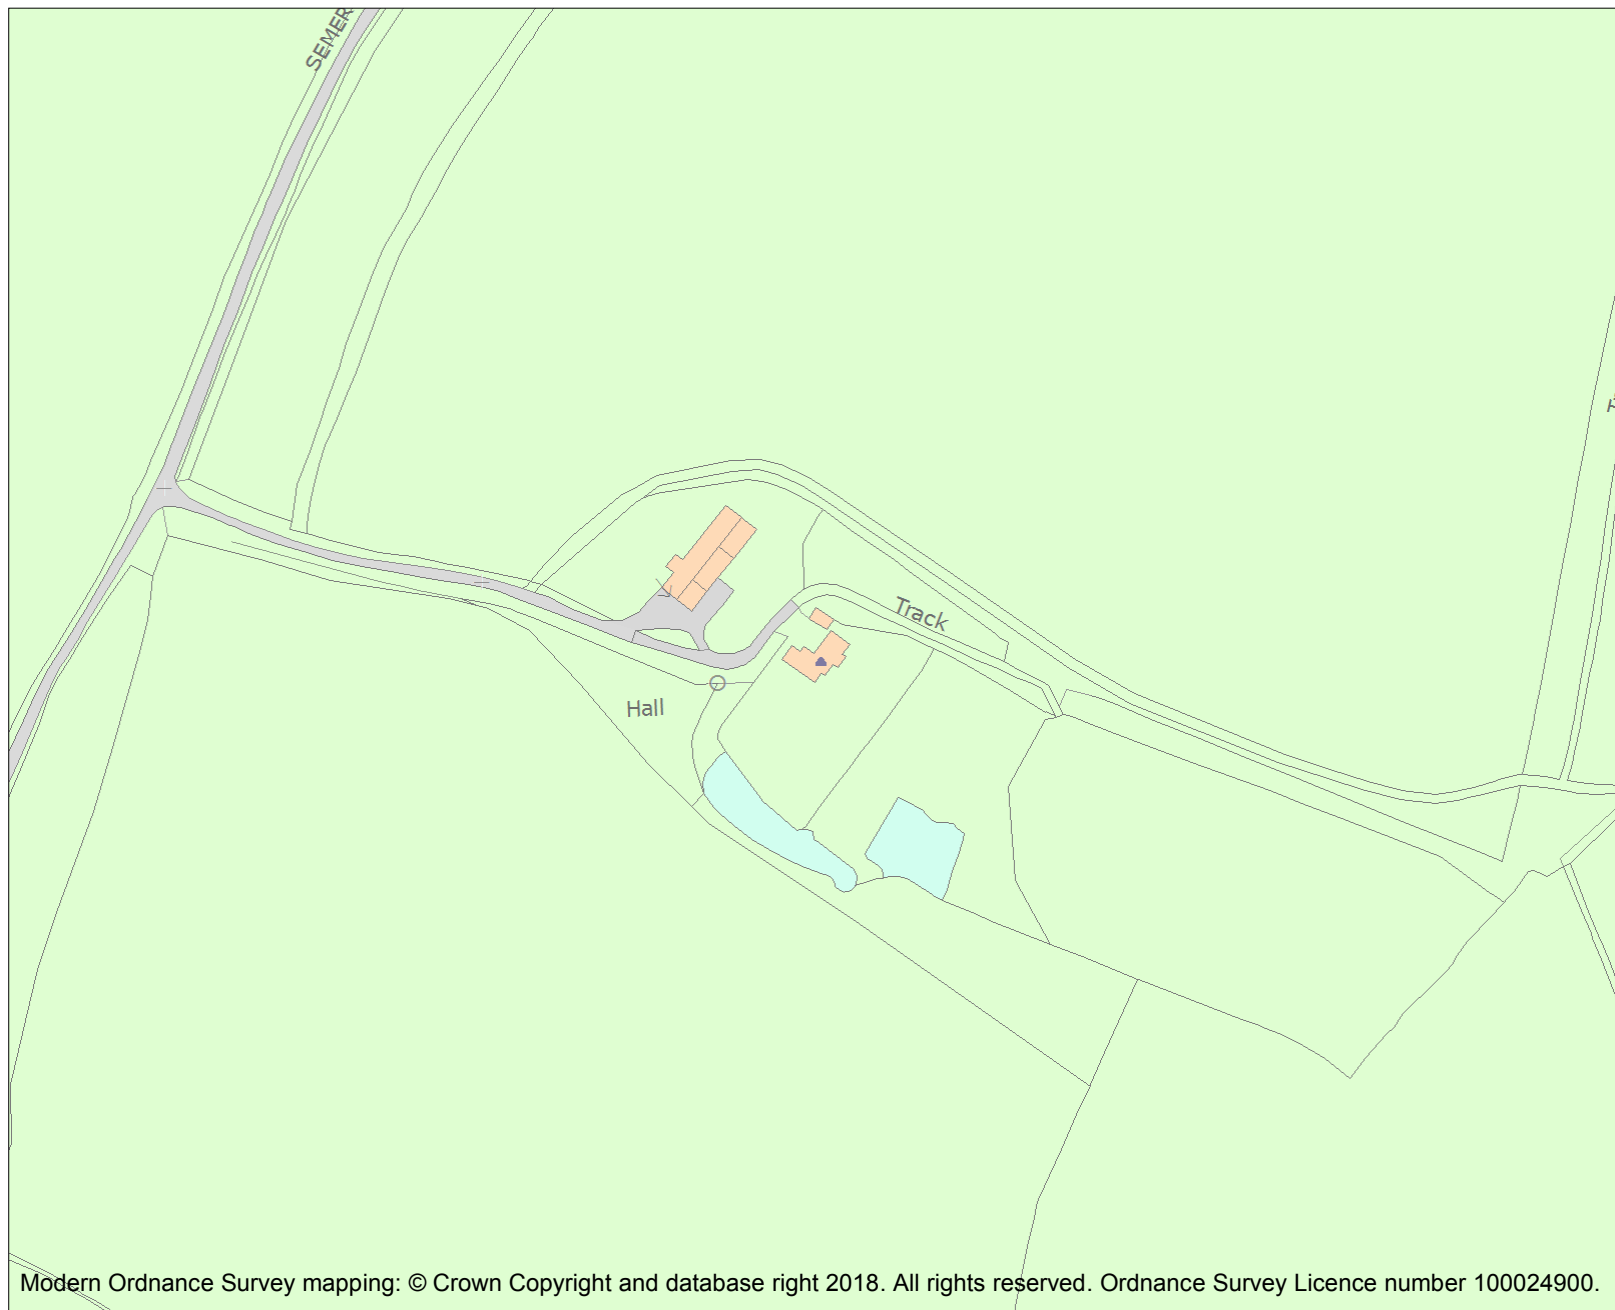 SEMER
Track
Hall
Modern Ordnance Survey mapping: © Crown Copyright and database right 2018. All rights reserved. Ordnance Survey Licence number 100024900.